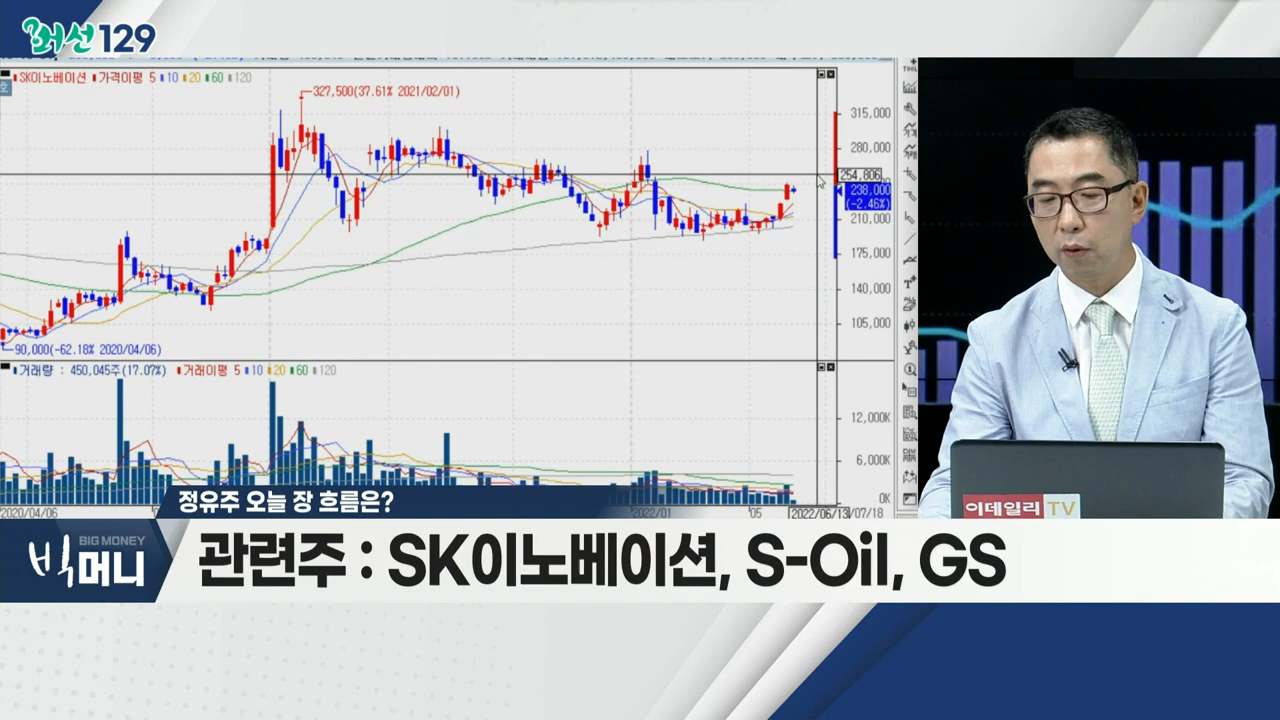 머선129
SK이노베이션 가격이평 5 10 20 60 120
327,500(37.61% 2021/02/01)
315,000
280,000
254,806
238,000
(-2.46%)
210,000
175,000
140,000
105,000
90,000(-62.18% 2020/04/06)
거래량 : 450,045주(17.07%) 거래이평 5 10 20 60 120
12,000K
6,000K
0K
2020/04/06
2022/01
05
2022/06/13
/07/18
이데일리 TV
정유주 오늘 장 흐름은?
BIG MONEY
빅머니
관련주 : SK이노베이션, S-Oil, GS